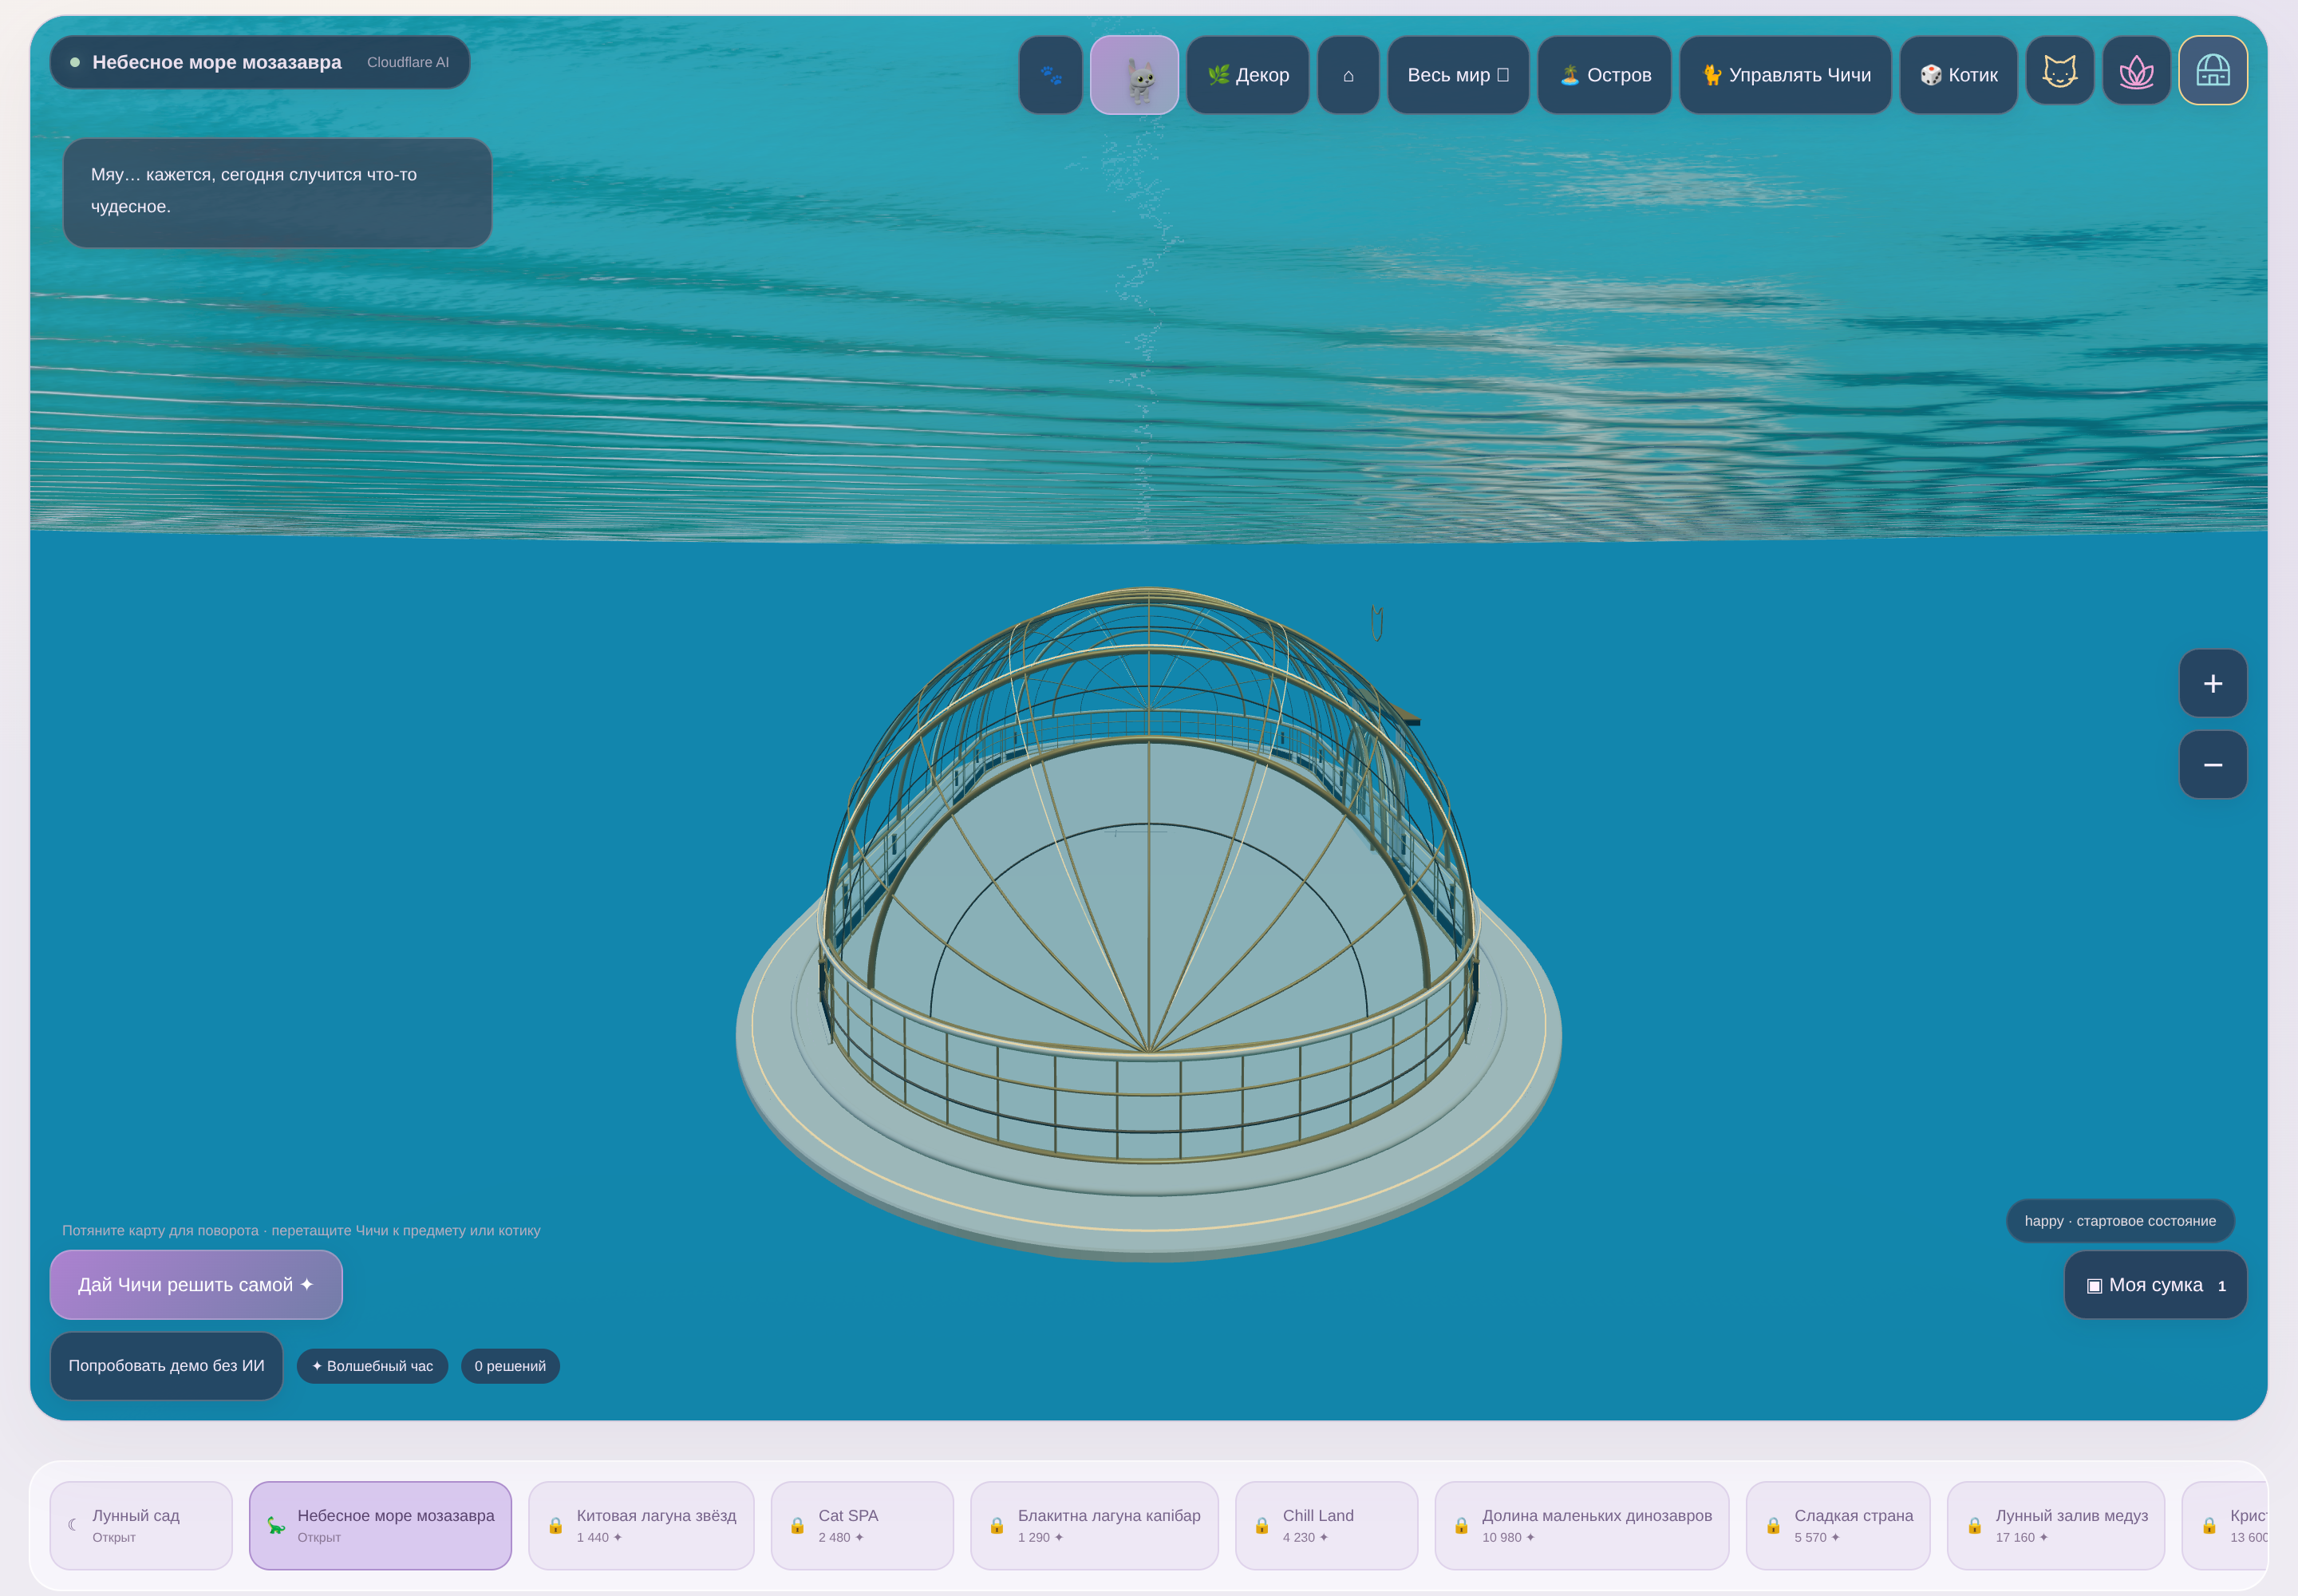 Небесное море мозазавра Cloudflare AI
Декор
Весь мир
Остров
Управлять Чичи
Котик
Мяу… кажется, сегодня случится что-то
чудесное.
+
−
Потяните карту для поворота · перетащите Чичи к предмету или котику
happy · стартовое состояние
Дай Чичи решить самой ✦
Моя сумка 1
Попробовать демо без ИИ
✦ Волшебный час
0 решений
Лунный сад
Открыт
Небесное море мозазавра
Открыт
Китовая лагуна звёзд
1 440 ✦
Cat SPA
2 480 ✦
Блакитна лагуна капібар
1 290 ✦
Chill Land
4 230 ✦
Долина маленьких динозавров
10 980 ✦
Сладкая страна
5 570 ✦
Лунный залив медуз
17 160 ✦
13 600